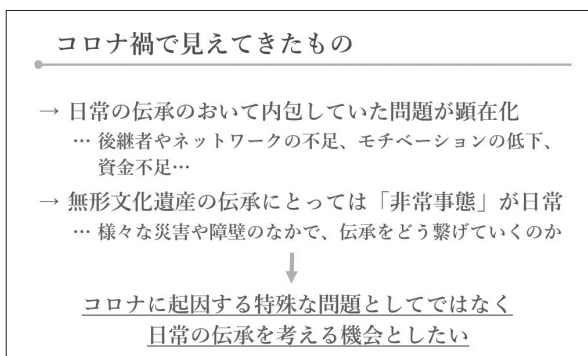 コロナ禍で見えてきたもの
→ 日常の伝承のおいて内包していた問題が顕在化
… 後継者やネットワークの不足、モチベーションの低下、
資金不足…
→ 無形文化遺産の伝承にとっては「非常事態」が日常
… 様々な災害や障壁のなかで、伝承をどう繋げていくのか
コロナに起因する特殊な問題としてではなく
日常の伝承を考える機会としたい